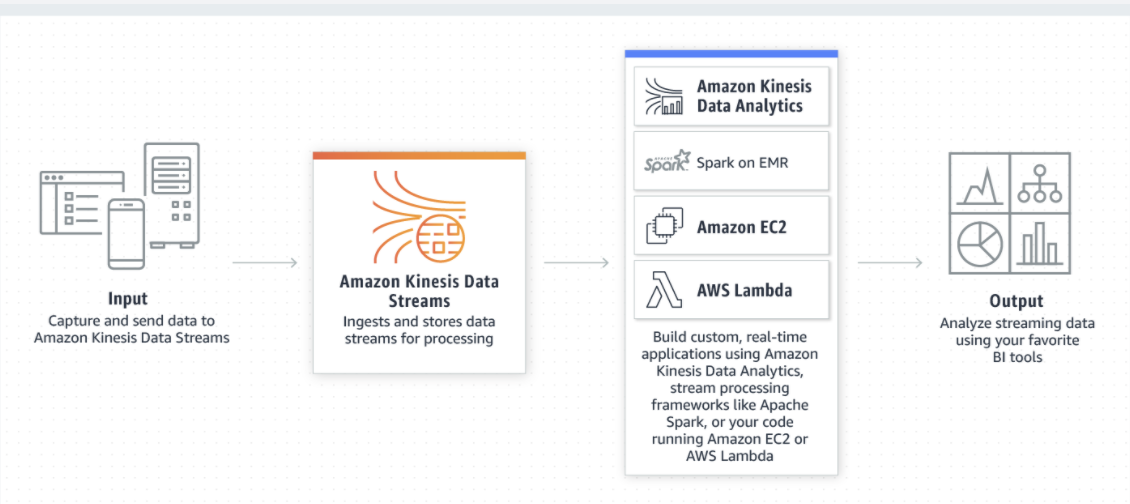 Input
Capture and send data to
Amazon Kinesis Data Streams
Amazon Kinesis Data
Streams
Ingests and stores data
streams for processing
Amazon Kinesis
Data Analytics
APACHE
Spark
Spark on EMR
Amazon EC2
AWS Lambda
Build custom, real-time
applications using Amazon
Kinesis Data Analytics,
stream processing
frameworks like Apache
Spark, or your code
running Amazon EC2 or
AWS Lambda
Output
Analyze streaming data
using your favorite
BI tools